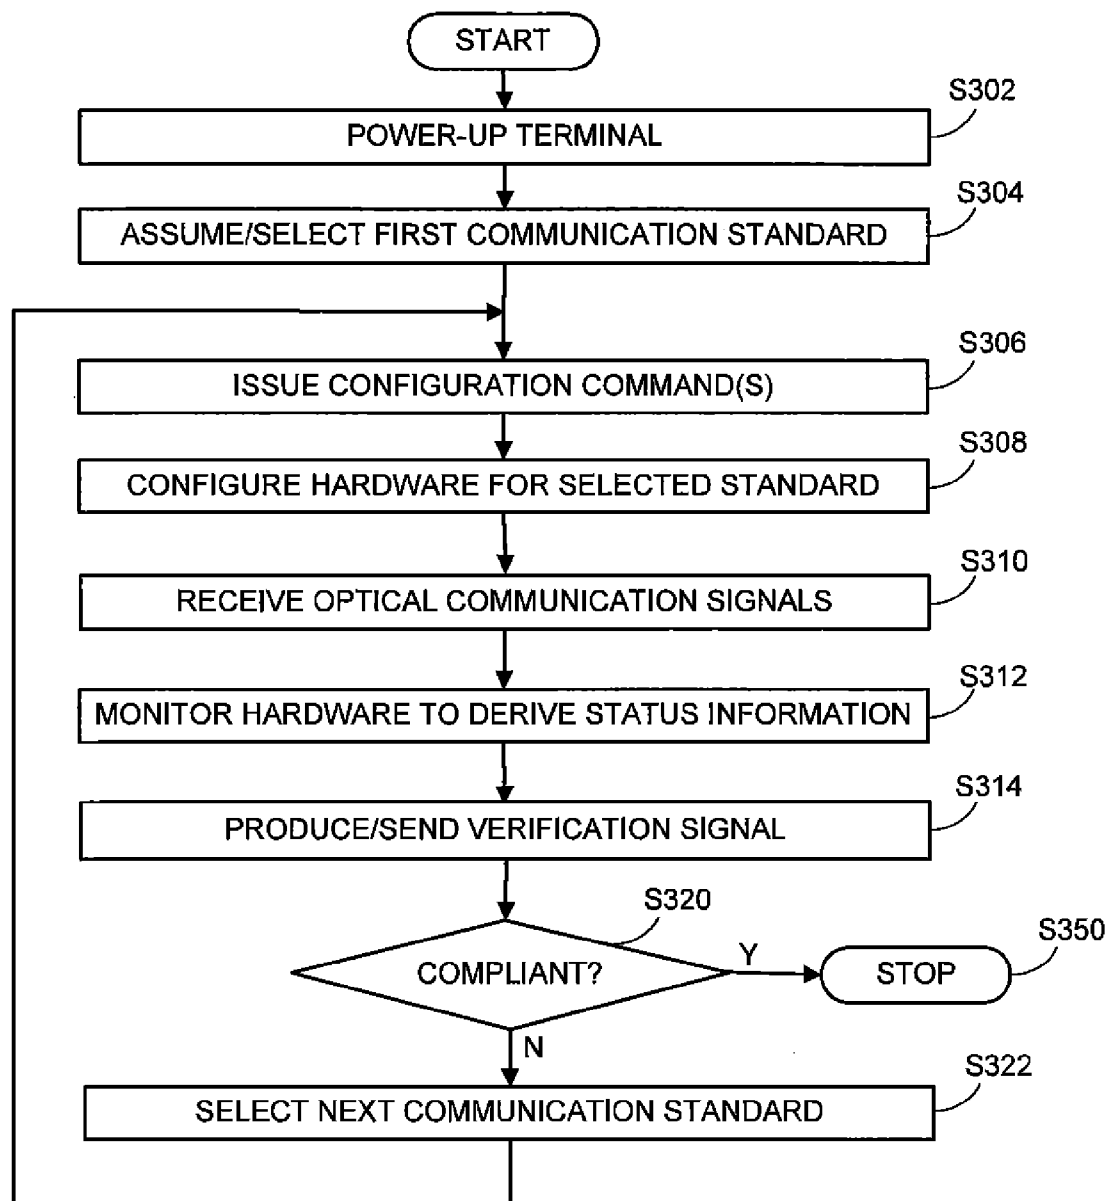 START
S302
POWER-UP TERMINAL
S304
ASSUME/SELECT FIRST COMMUNICATION STANDARD
S306
ISSUE CONFIGURATION COMMAND(S)
S308
CONFIGURE HARDWARE FOR SELECTED STANDARD
S310
RECEIVE OPTICAL COMMUNICATION SIGNALS
S312
MONITOR HARDWARE TO DERIVE STATUS INFORMATION
S314
PRODUCE/SEND VERIFICATION SIGNAL
S320
COMPLIANT?
Y
STOP
S350
N
S322
SELECT NEXT COMMUNICATION STANDARD